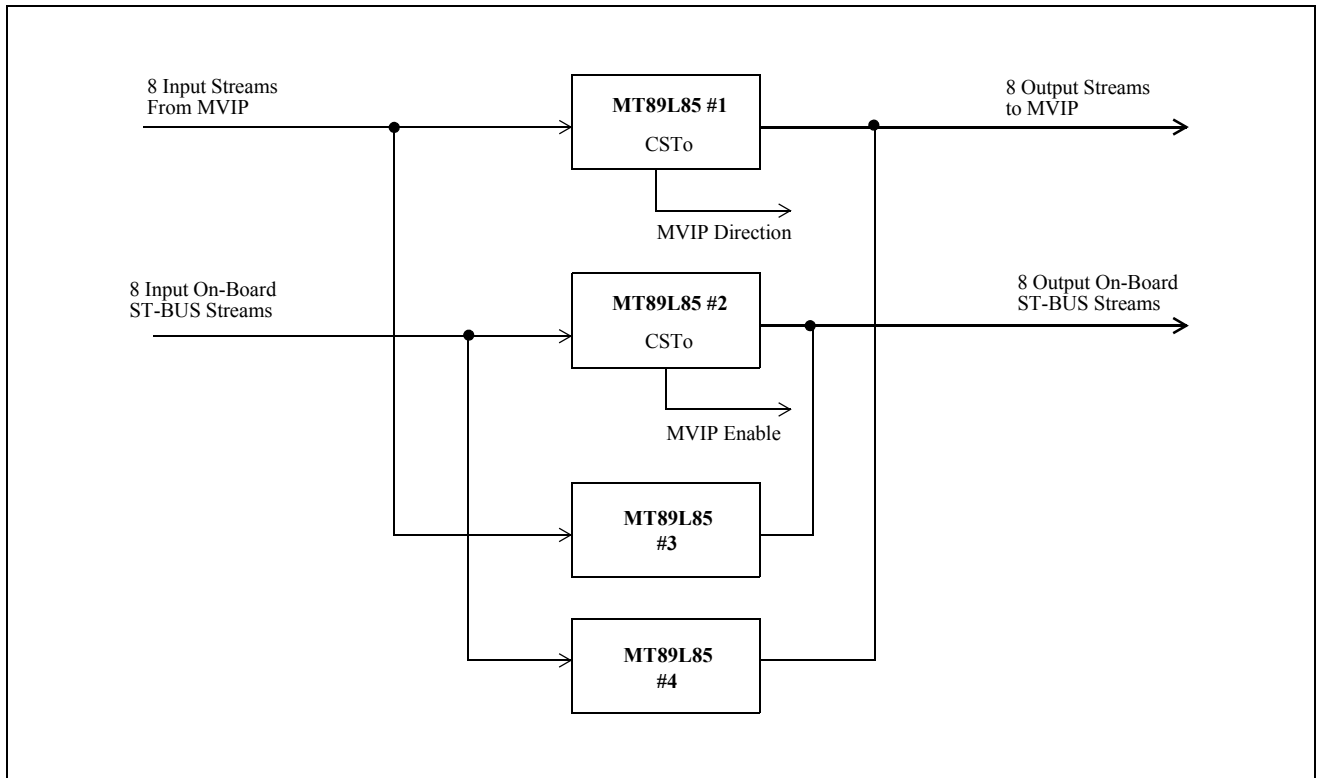 8 Input Streams
From MVIP
MT89L85 #1
CSTo
8 Output Streams
to MVIP
MVIP Direction
8 Input On-Board
ST-BUS Streams
MT89L85 #2
CSTo
8 Output On-Board
ST-BUS Streams
MVIP Enable
MT89L85
#3
MT89L85
#4